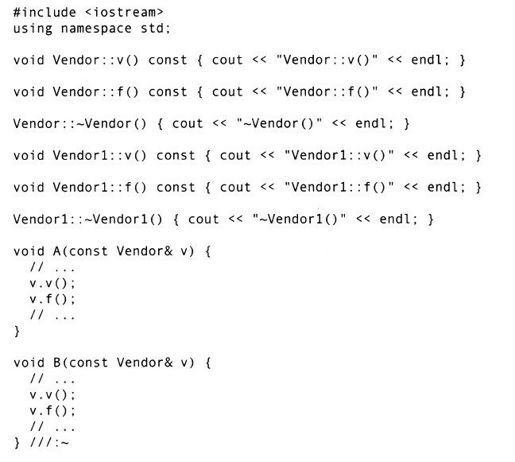 #include <iostream>
using namespace std;
void Vendor::v() const { cout << "Vendor::v()" << endl; }
void Vendor::f() const { cout << "Vendor::f()" << endl; }
Vendor::~Vendor() { cout << "~Vendor()" << endl; }
void Vendor1::v() const { cout << "Vendor1::v()" << endl; }
void Vendor1::f() const { cout << "Vendor1::f()" << endl; }
Vendor1::~Vendor1() { cout << "~Vendor1()" << endl; }
void A(const Vendor& v) {
// ...
v.v();
v.f();
// ...
}
void B(const Vendor& v) {
// ...
v.v();
v.f();
// ...
} ///:~